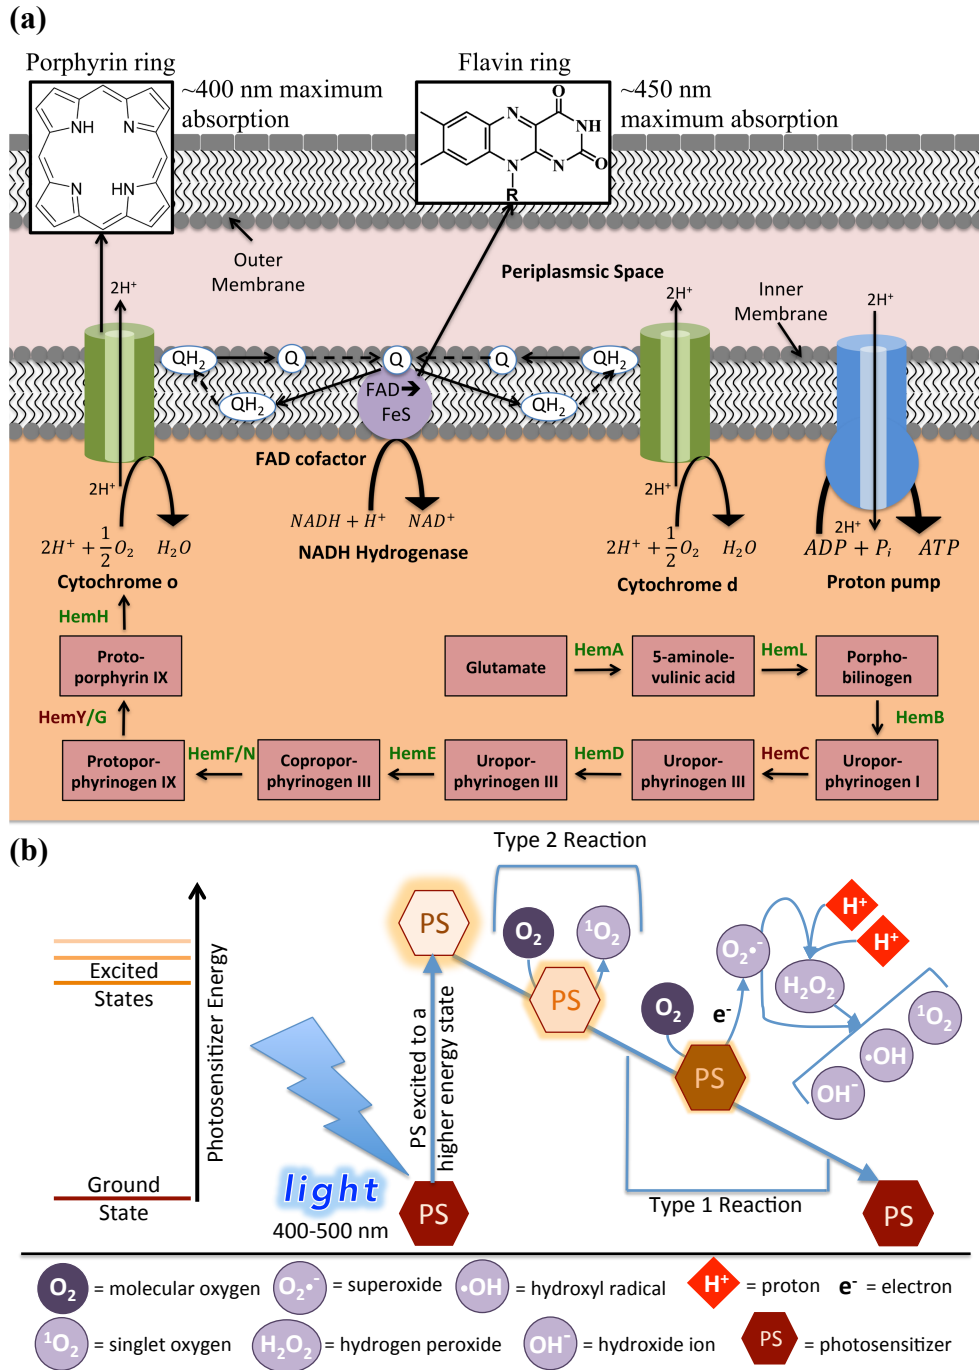 (a)
Porphyrin ring
~400 nm maximum
absorption
NH
N
N
HN
Flavin ring
~450 nm
maximum absorption
N
O
NH
N
N
O
R
Outer
Membrane
Periplasmsic Space
Inner
Membrane
2H⁺
2H⁺
2H⁺
QH₂
Q
Q
Q
QH₂
QH₂
QH₂
FAD➔
FeS
FAD cofactor
2H⁺
2H⁺
2H⁺
2H⁺ + 1/2 O₂
H₂O
NADH + H⁺
NAD⁺
2H⁺ + 1/2 O₂
H₂O
ADP + Pᵢ
ATP
Cytochrome o
NADH Hydrogenase
Cytochrome d
Proton pump
HemH
Proto-
porphyrin IX
Glutamate
HemA
5-aminole-
vulinic acid
HemL
Porpho-
bilinogen
HemY/G
HemB
Protopor-
phyrinogen IX
HemF/N
Copropor-
phyrinogen III
HemE
Uropor-
phyrinogen III
HemD
Uropor-
phyrinogen III
HemC
Uropor-
phyrinogen I
(b)
Type 2 Reaction
Excited
States
Ground
State
Photosensitizer Energy
light
400-500 nm
PS excited to a
higher energy state
PS
PS
O₂
¹O₂
PS
O₂
e⁻
PS
O₂•⁻
H⁺
H⁺
H₂O₂
¹O₂
•OH
OH⁻
Type 1 Reaction
PS
O₂ = molecular oxygen
O₂•⁻ = superoxide
•OH = hydroxyl radical
H⁺ = proton
e⁻ = electron
¹O₂ = singlet oxygen
H₂O₂ = hydrogen peroxide
OH⁻ = hydroxide ion
PS = photosensitizer